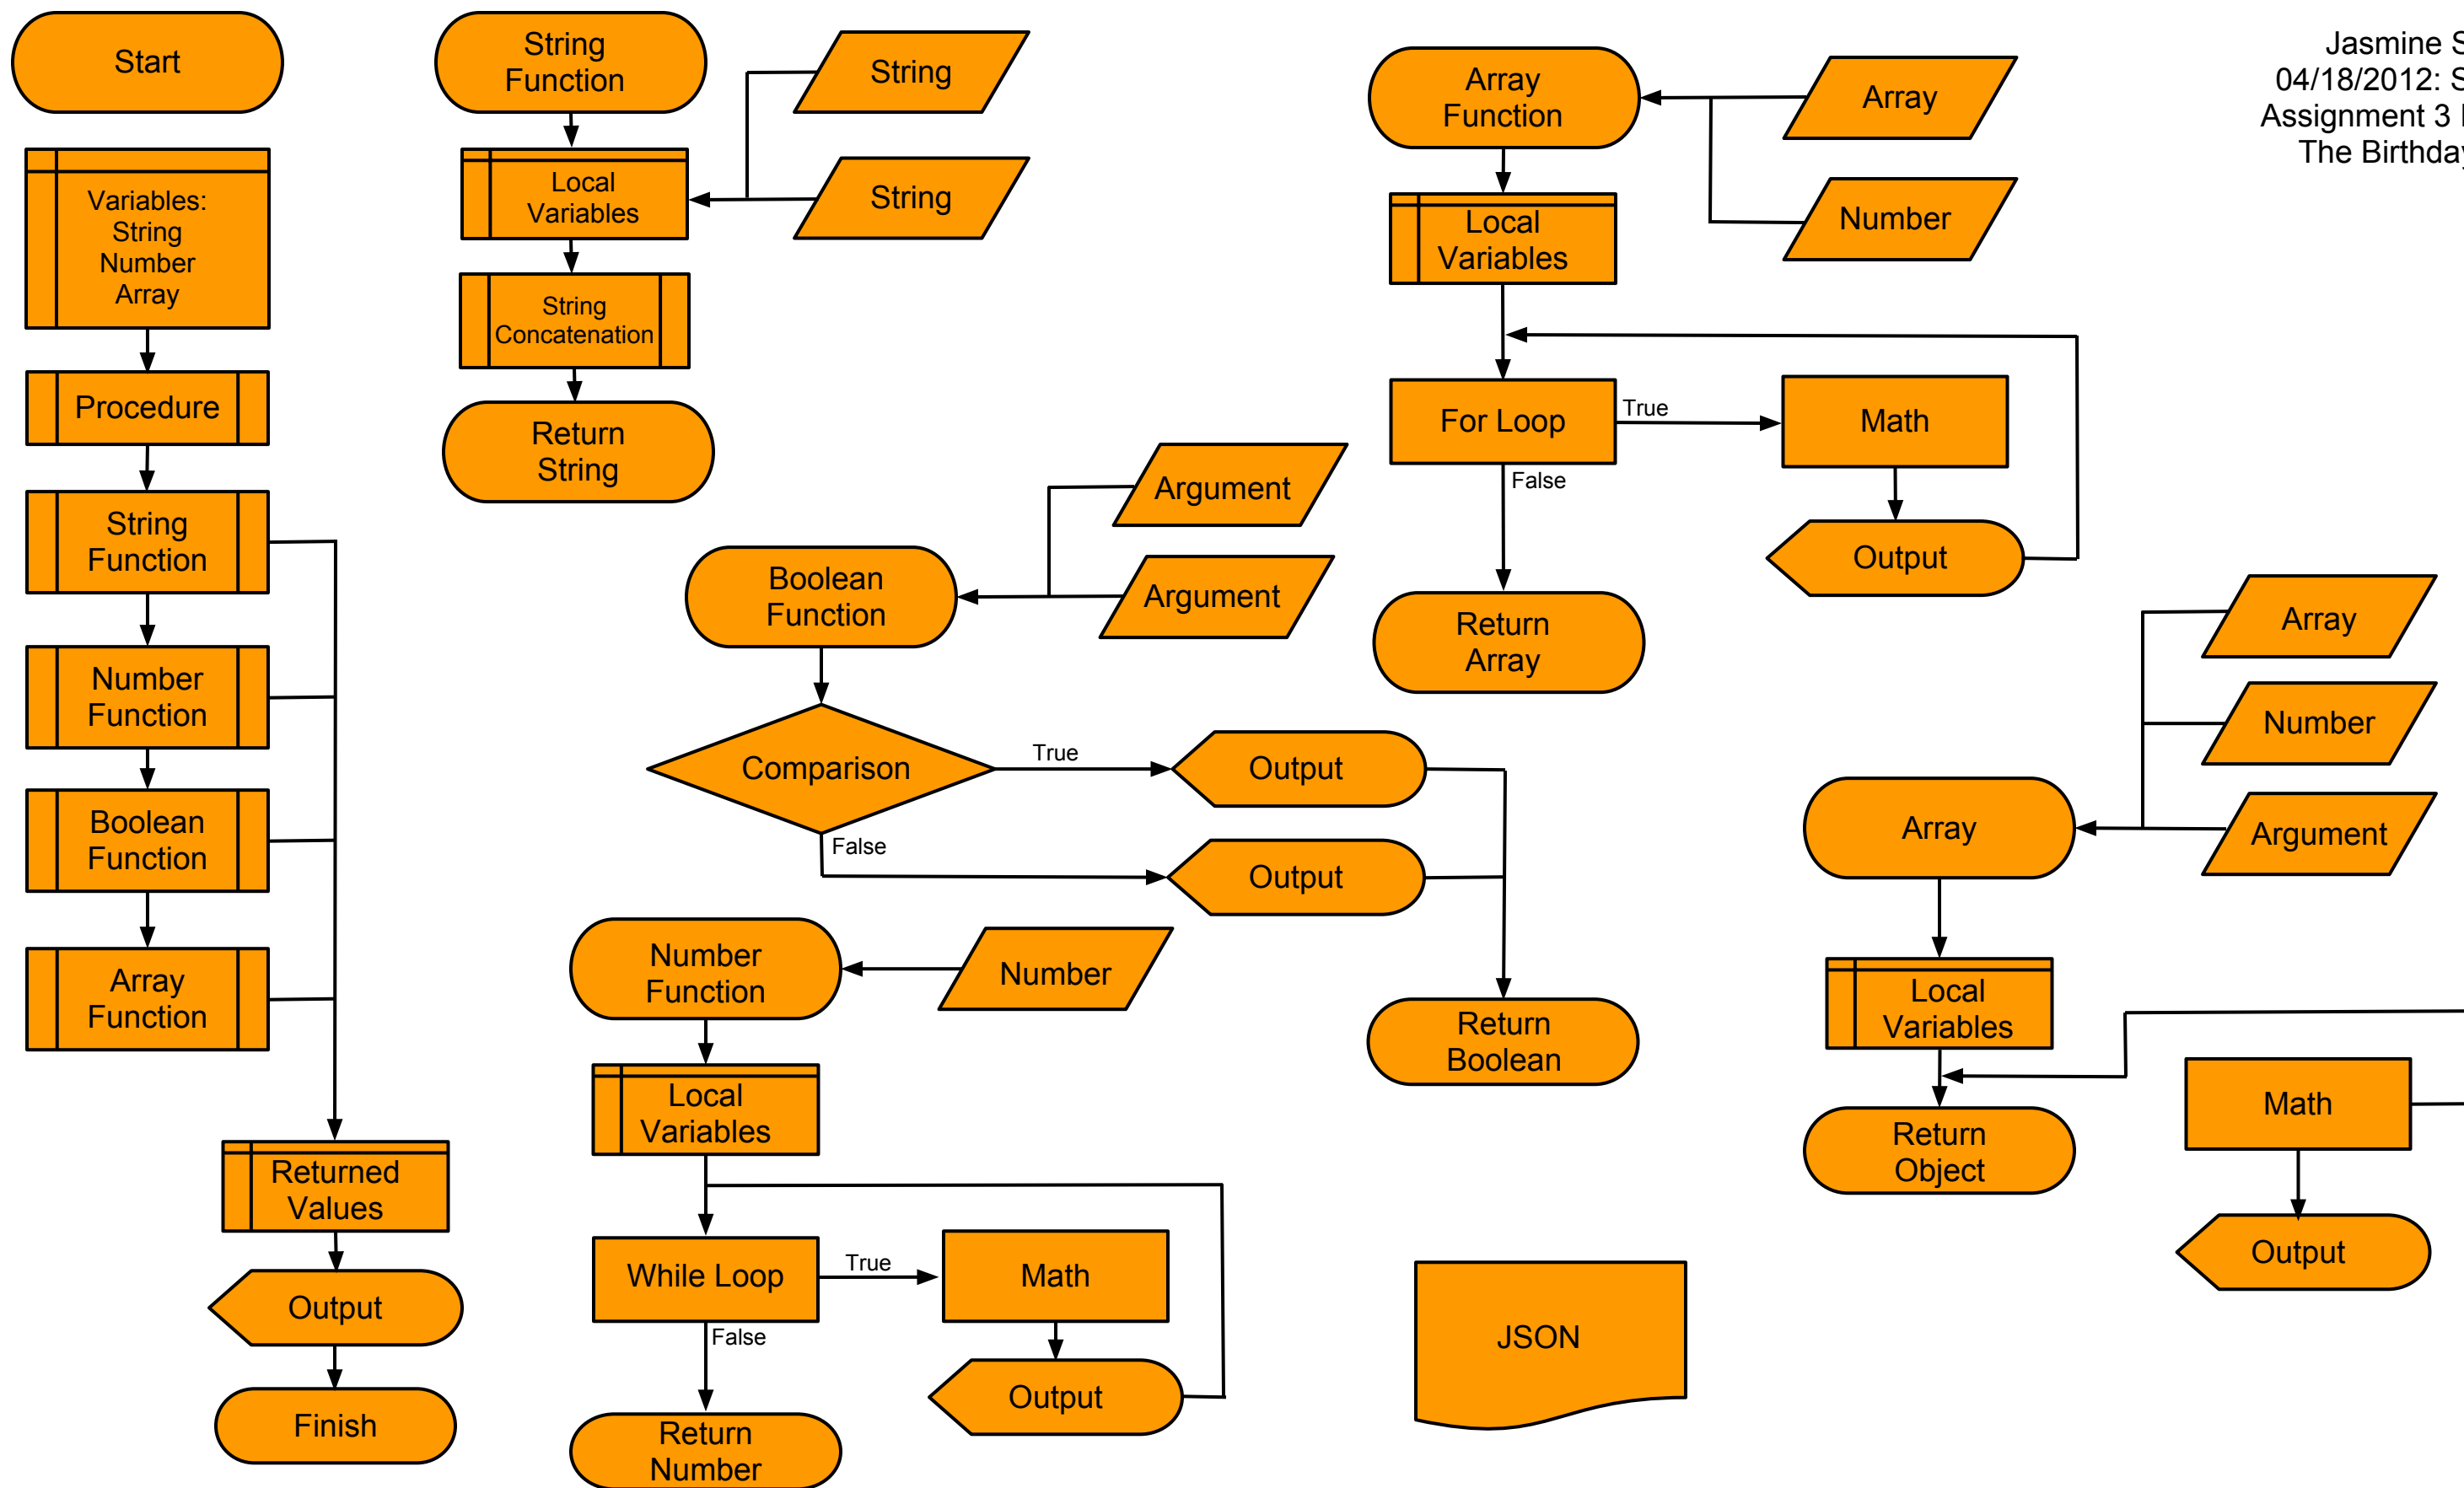 Start
Variables:
String
Number
Array
Procedure
String
Function
Number
Function
Boolean
Function
Array
Function
Returned
Values
Output
Finish
String
Function
String
String
Local
Variables
String
Concatenation
Return
String
Boolean
Function
Argument
Argument
Comparison
True
Output
False
Output
Return
Boolean
Number
Function
Number
Local
Variables
While Loop
True
Math
False
Output
Return
Number
Array
Function
Array
Number
Local
Variables
For Loop
True
Math
False
Output
Return
Array
Jasmine S
04/18/2012: S
Assignment 3
The Birthday
Array
Number
Argument
Array
Local
Variables
Return
Object
Math
Output
JSON